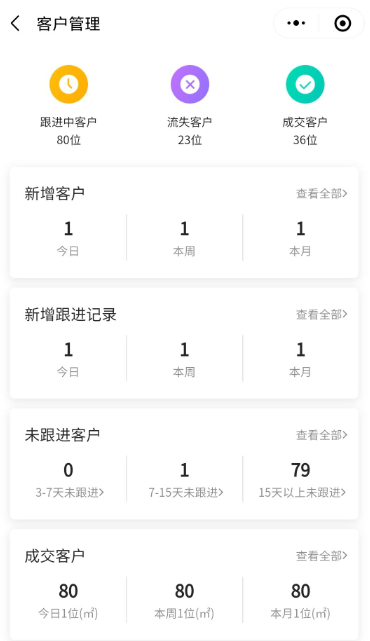 客户管理
跟进中客户 流失客户 成交客户
80位 23位 36位
新增客户 查看全部
1 1 1
今日 本周 本月
新增跟进记录 查看全部
1 1 1
今日 本周 本月
未跟进客户 查看全部
0 1 79
3-7天未跟进 7-15天未跟进 15天以上未跟进
成交客户 查看全部
80 80 80
今日1位(㎡) 本周1位(㎡) 本月1位(㎡)